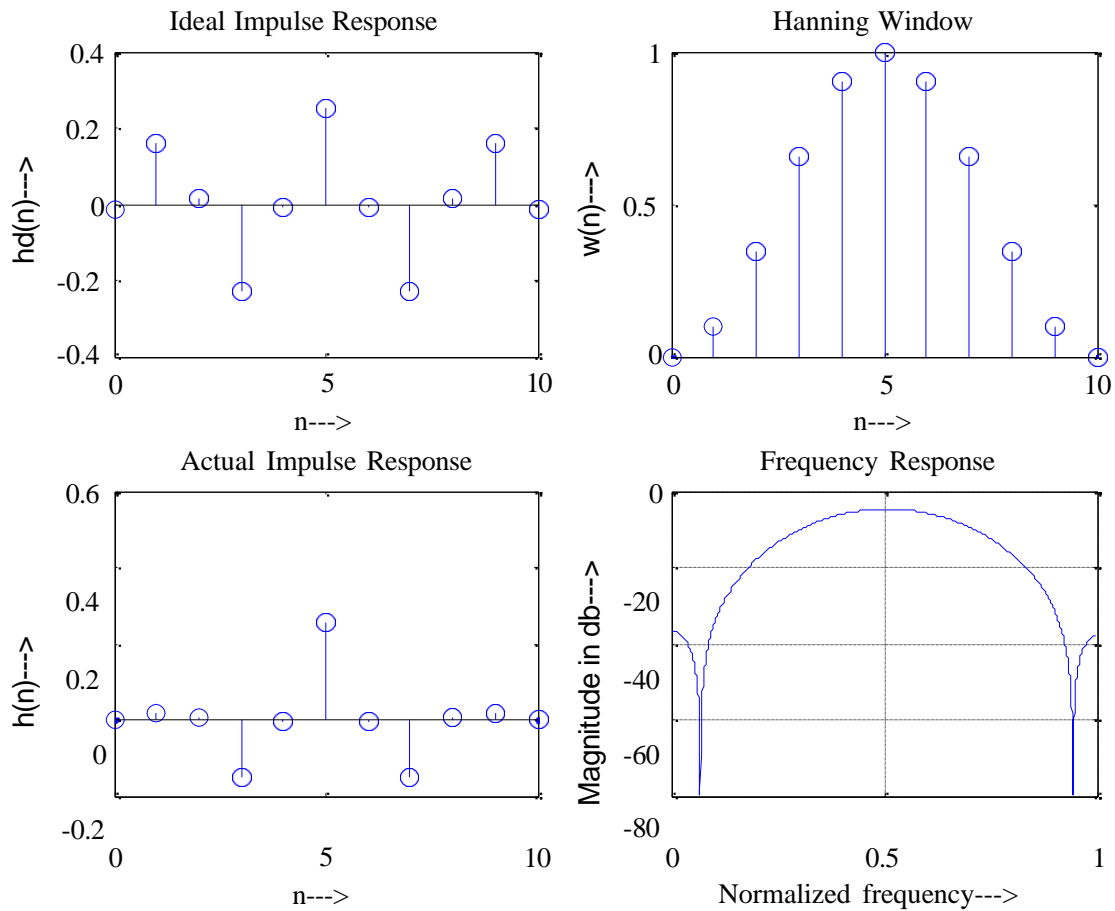 Ideal Impulse Response
0.4
0.2
0
-0.2
-0.4
hd(n)--->
0 5 10
n--->
Hanning Window
1
0.5
0
w(n)--->
0 5 10
n--->
Actual Impulse Response
0.6
0.4
0.2
0
-0.2
h(n)--->
0 5 10
n--->
Frequency Response
0
-20
-40
-60
-80
Magnitude in db--->
0 0.5 1
Normalized frequency--->